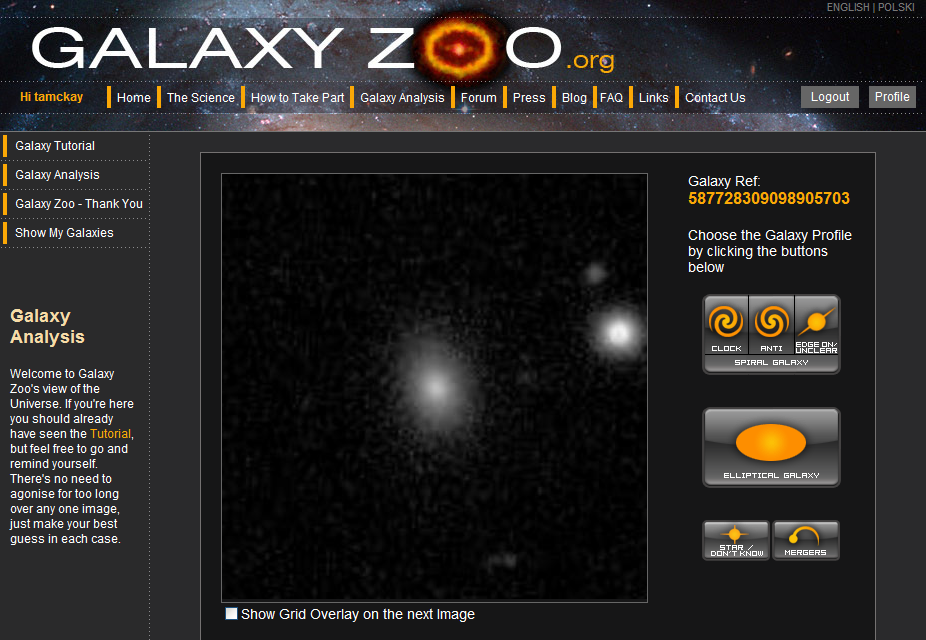 ENGLISH | POLSKI
GALAXY ZOO.org
Hi tamckay
Home
The Science
How to Take Part
Galaxy Analysis
Forum
Press
Blog
FAQ
Links
Contact Us
Logout
Profile
Galaxy Tutorial
Galaxy Analysis
Galaxy Zoo - Thank You
Show My Galaxies
Galaxy
Analysis
Welcome to Galaxy
Zoo's view of the
Universe. If you're here
you should already
have seen the Tutorial,
but feel free to go and
remind yourself.
There's no need to
agonise for too long
over any one image,
just make your best
guess in each case.
Show Grid Overlay on the next Image
Galaxy Ref:
587728309098905703
Choose the Galaxy Profile
by clicking the buttons
below
CLOCK
ANTI
EDGE ON/
UNCLEAR
SPIRAL GALAXY
ELLIPTICAL GALAXY
STAR /
DON'T KNOW
MERGERS